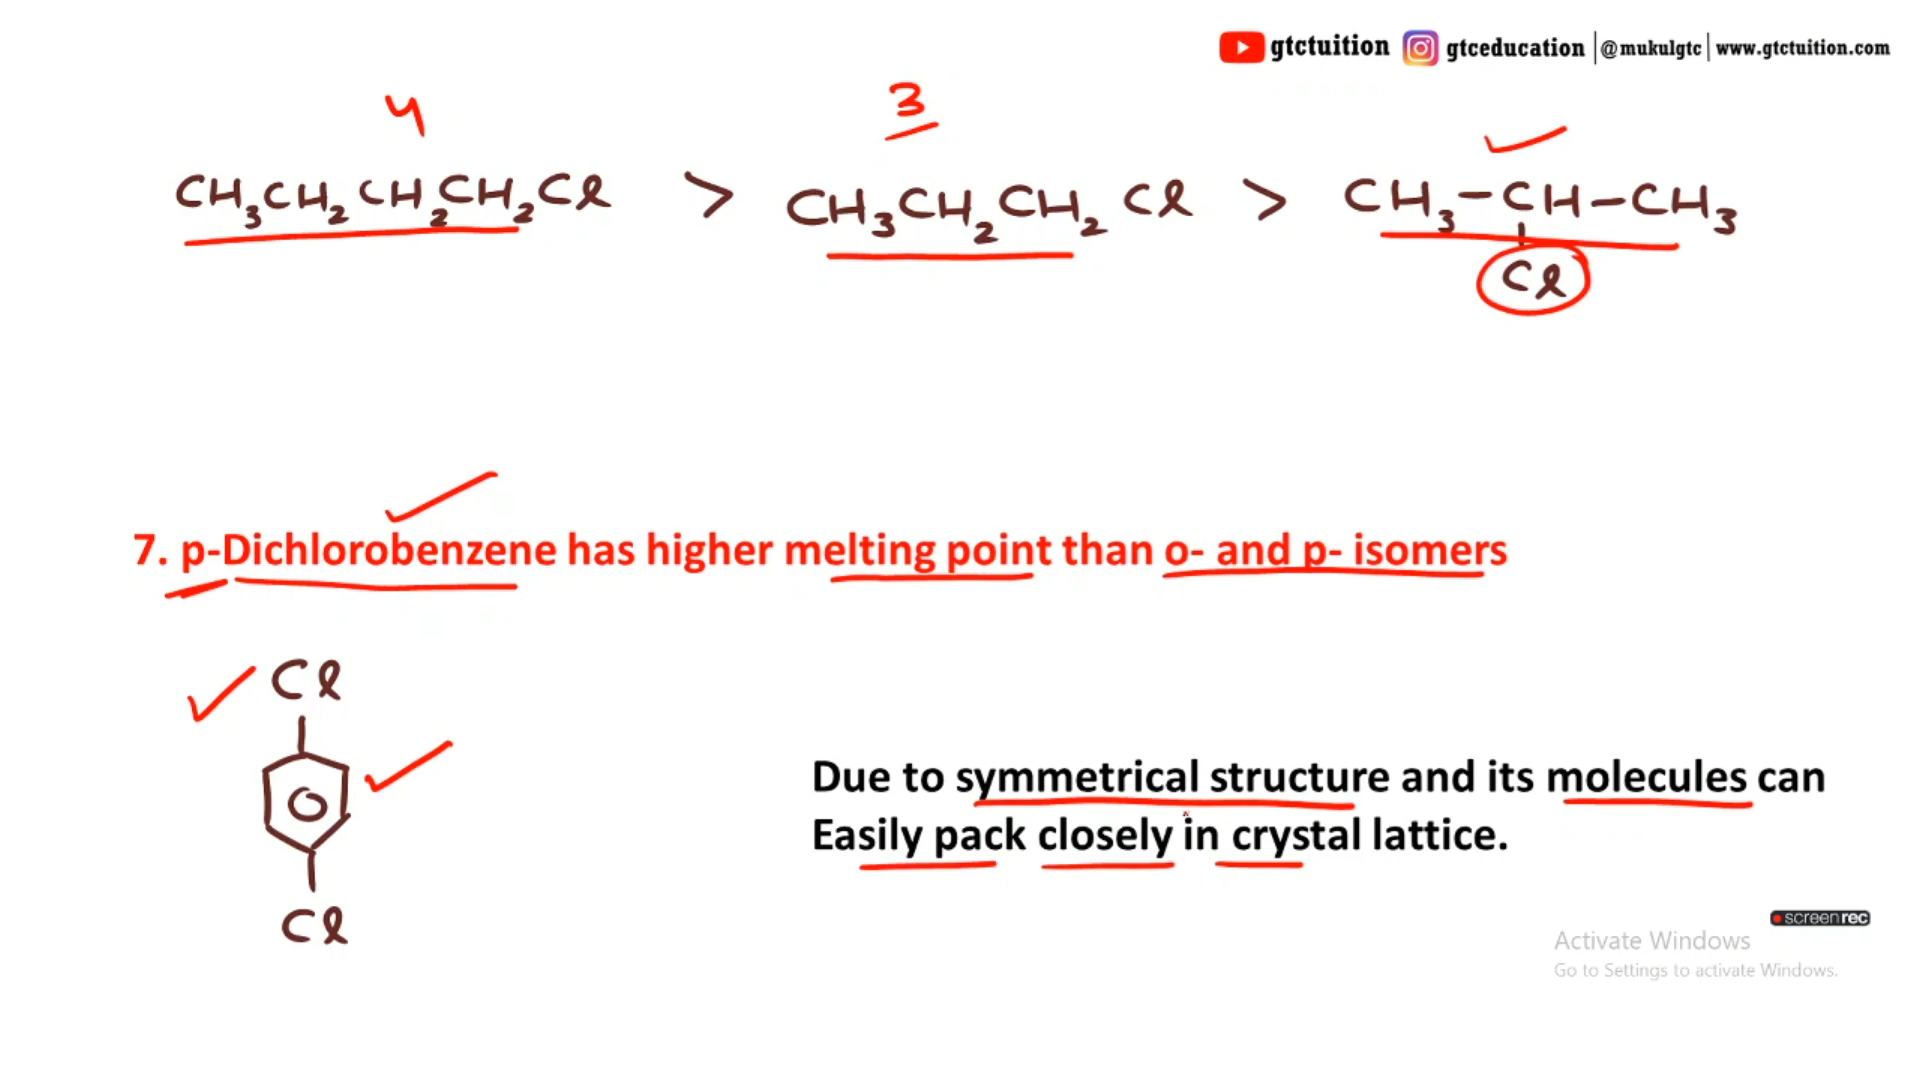 gtctuition gtceducation |@mukulgtc|www.gtctuition.com
4 3
CH₃CH₂CH₂CH₂Cl > CH₃CH₂CH₂Cl > CH₃-CH-CH₃
Cl
7. p-Dichlorobenzene has higher melting point than o- and p- isomers
Cl
Due to symmetrical structure and its molecules can
Easily pack closely in crystal lattice.
Cl
screenrec
Activate Windows
Go to Settings to activate Windows.